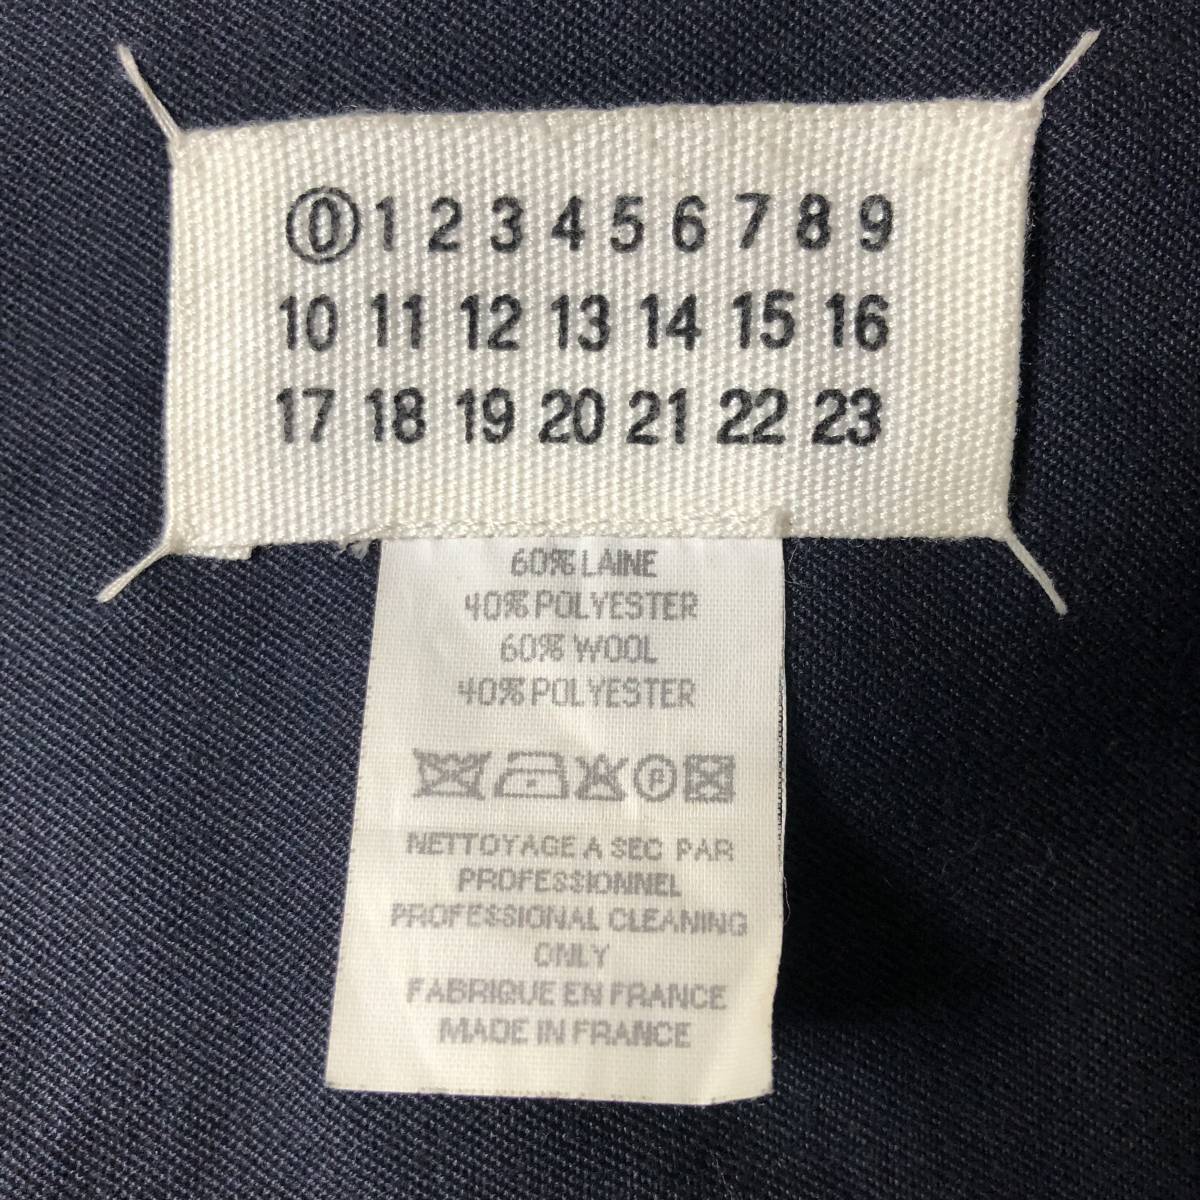 0 1 2 3 4 5 6 7 8 9
10 11 12 13 14 15 16
17 18 19 20 21 22 23
60% LAINE
40% POLYESTER
60% WOOL
40% POLYESTER
P
NETTOYAGE A SEC PAR
PROFESSIONNEL
PROFESSIONAL CLEANING
ONLY
FABRIQUE EN FRANCE
MADE IN FRANCE